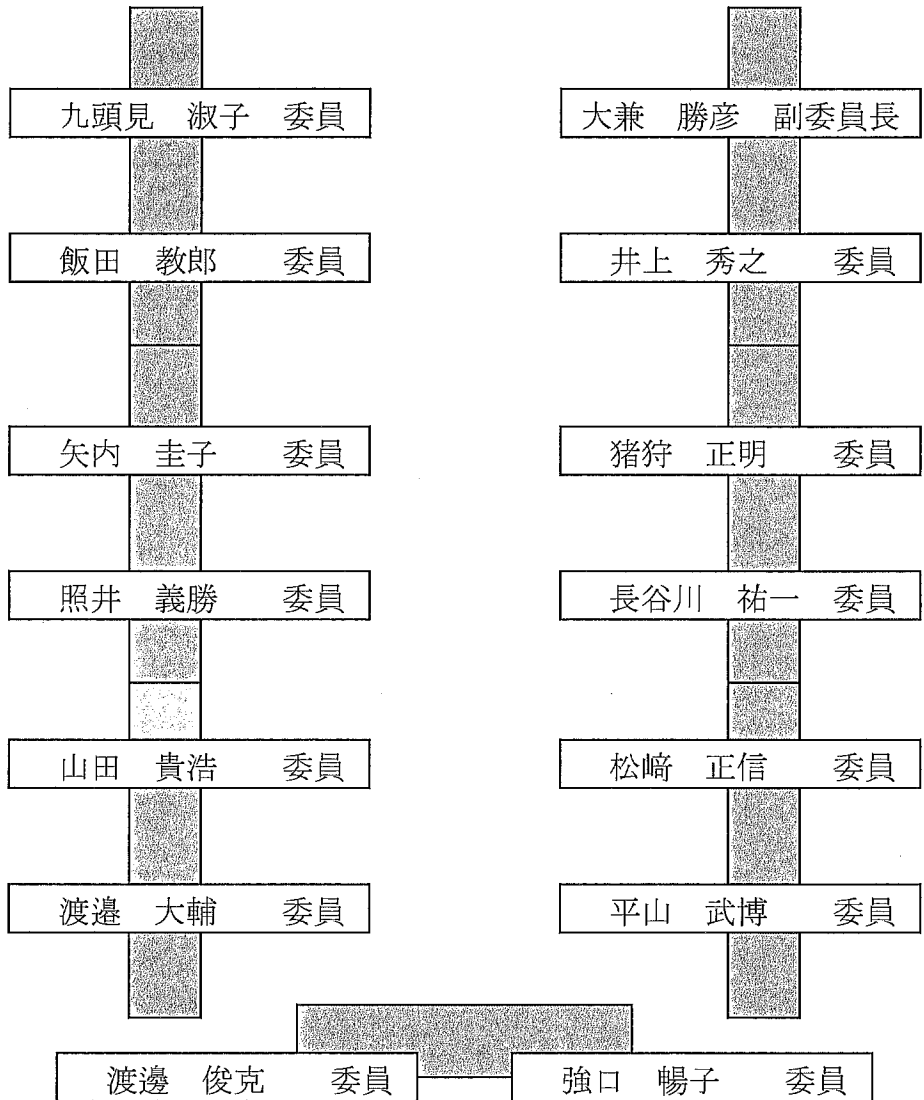 九頭見　淑子　委員
大兼　勝彦　副委員長
飯田　教郎　委員
井上　秀之　委員
矢内　圭子　委員
猪狩　正明　委員
照井　義勝　委員
長谷川　祐一　委員
山田　貴浩　委員
松﨑　正信　委員
渡邉　大輔　委員
平山　武博　委員
渡邉　俊克　委員
強口　暢子　委員